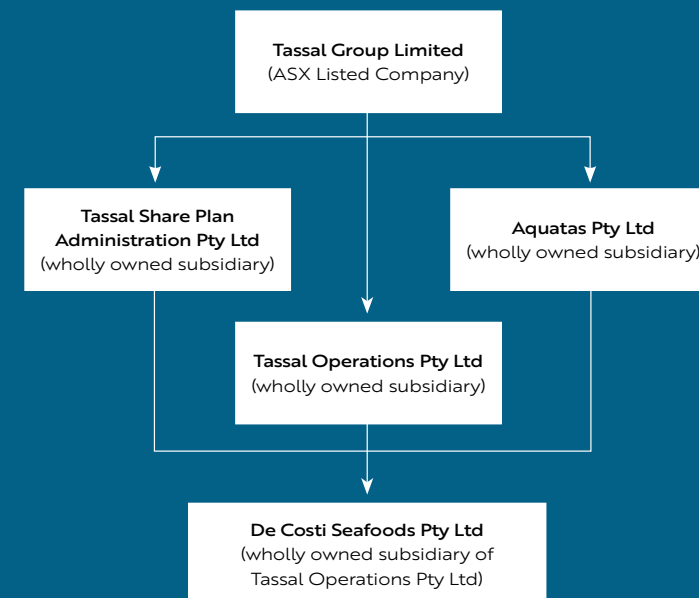 Tassal Group Limited
(ASX Listed Company)
Tassal Share Plan
Administration Pty Ltd
(wholly owned subsidiary)
Aquatas Pty Ltd
(wholly owned subsidiary)
Tassal Operations Pty Ltd
(wholly owned subsidiary)
De Costi Seafoods Pty Ltd
(wholly owned subsidiary of
Tassal Operations Pty Ltd)